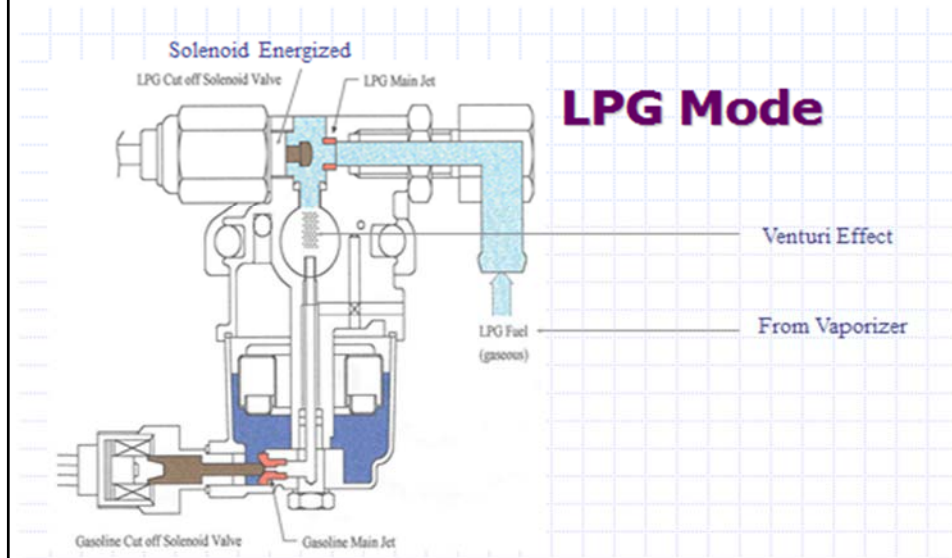 Solenoid Energized
LPG Cut off Solenoid Valve
LPG Main Jet
LPG Mode
Venturi Effect
LPG Fuel
(gaseous)
From Vaporizer
Gasoline Cut off Solenoid Valve
Gasoline Main Jet